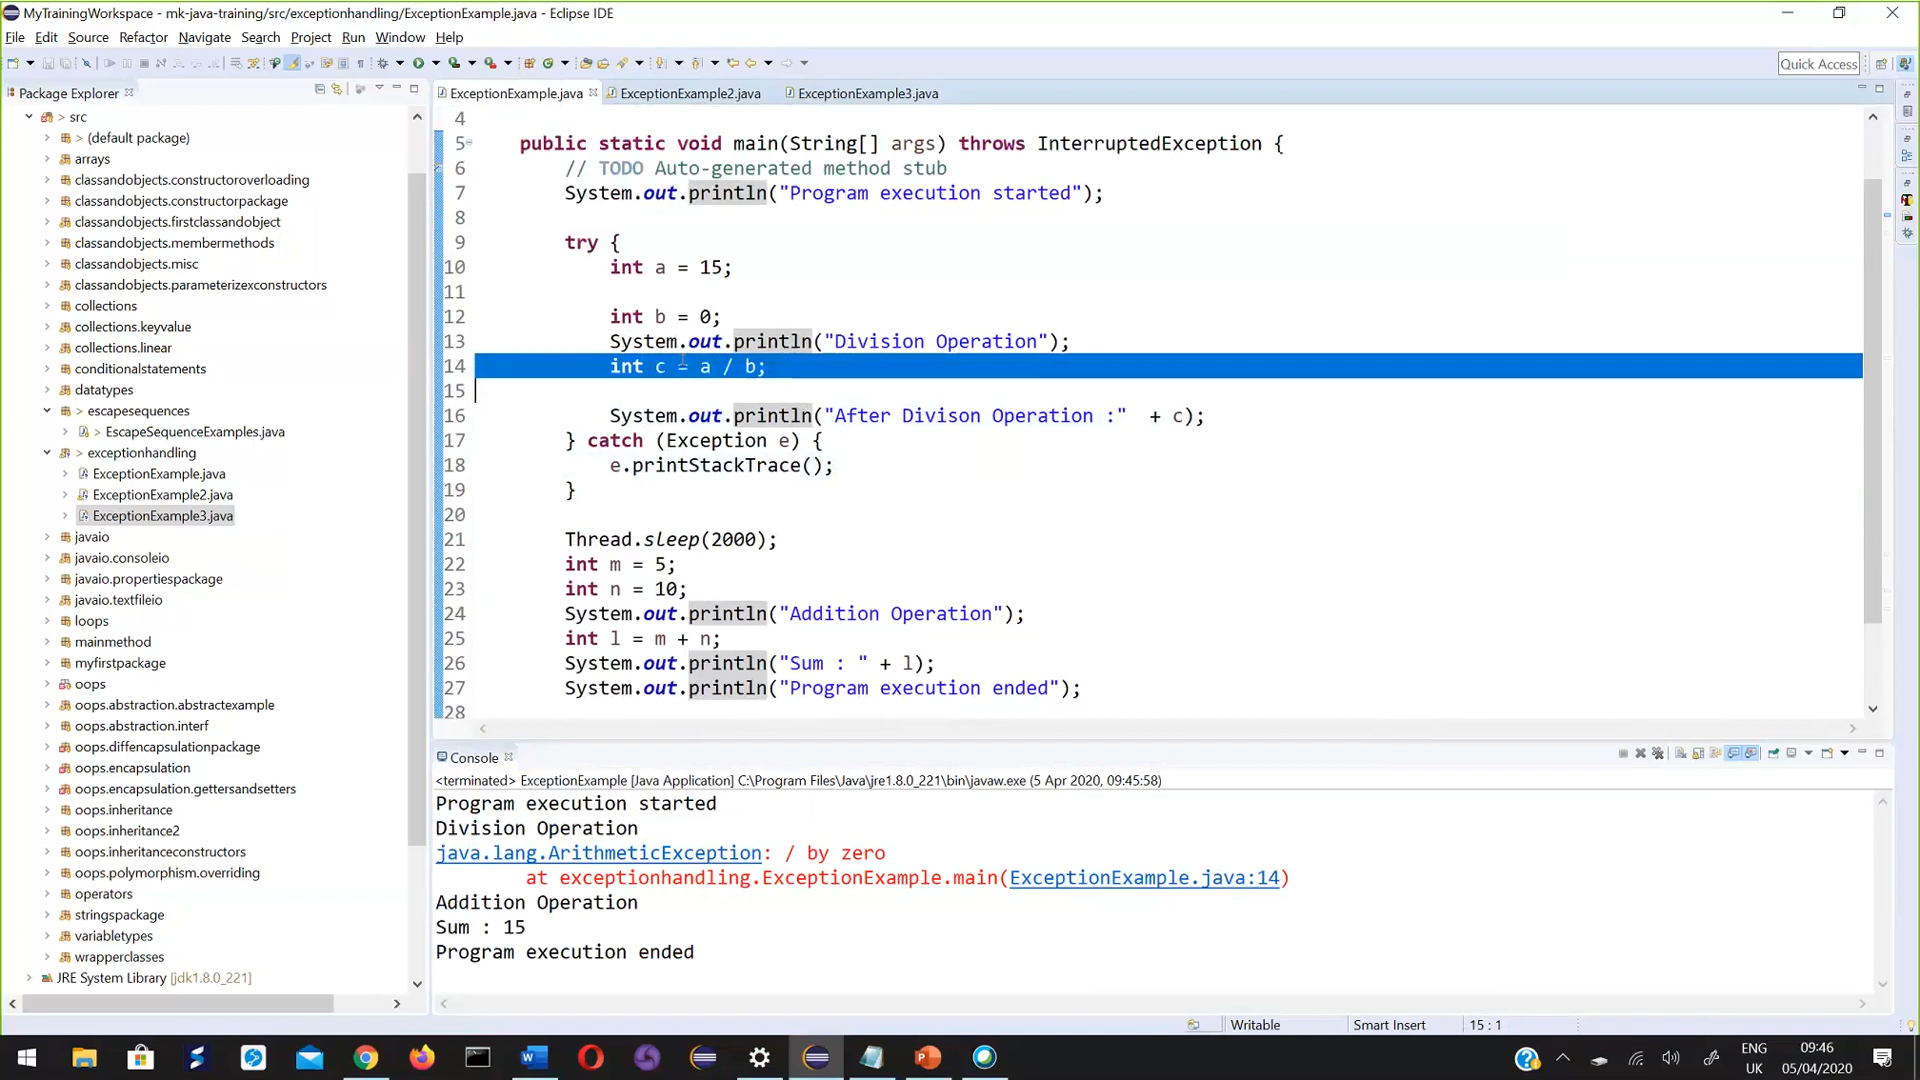 MyTrainingWorkspace - mk-java-training/src/exceptionhandling/ExceptionExample.java - Eclipse IDE
File Edit Source Refactor Navigate Search Project Run Window Help
Quick Access
Package Explorer
> src
> (default package)
arrays
classandobjects.constructoroverloading
classandobjects.constructorpackage
classandobjects.firstclassandobject
classandobjects.membermethods
classandobjects.misc
classandobjects.parameterizexconstructors
collections
collections.keyvalue
collections.linear
conditionalstatements
datatypes
> escapesequences
> EscapeSequenceExamples.java
> exceptionhandling
ExceptionExample.java
ExceptionExample2.java
ExceptionExample3.java
javaio
javaio.consoleio
javaio.propertiespackage
javaio.textfileio
loops
mainmethod
myfirstpackage
oops
oops.abstraction.abstractexample
oops.abstraction.interf
oops.diffencapsulationpackage
oops.encapsulation
oops.encapsulation.gettersandsetters
oops.inheritance
oops.inheritance2
oops.inheritanceconstructors
oops.polymorphism.overriding
operators
stringspackage
variabletypes
wrapperclasses
JRE System Library [jdk1.8.0_221]
ExceptionExample.java ExceptionExample2.java ExceptionExample3.java
4
5 public static void main(String[] args) throws InterruptedException {
6 // TODO Auto-generated method stub
7 System.out.println("Program execution started");
8
9 try {
10 int a = 15;
11
12 int b = 0;
13 System.out.println("Division Operation");
14 int c = a / b;
15
16 System.out.println("After Divison Operation :" + c);
17 } catch (Exception e) {
18 e.printStackTrace();
19 }
20
21 Thread.sleep(2000);
22 int m = 5;
23 int n = 10;
24 System.out.println("Addition Operation");
25 int l = m + n;
26 System.out.println("Sum : " + l);
27 System.out.println("Program execution ended");
28
Console
<terminated> ExceptionExample [Java Application] C:\Program Files\Java\jre1.8.0_221\bin\javaw.exe (5 Apr 2020, 09:45:58)
Program execution started
Division Operation
java.lang.ArithmeticException: / by zero
at exceptionhandling.ExceptionExample.main(ExceptionExample.java:14)
Addition Operation
Sum : 15
Program execution ended
Writable Smart Insert 15 : 1
ENG
UK
09:46
05/04/2020